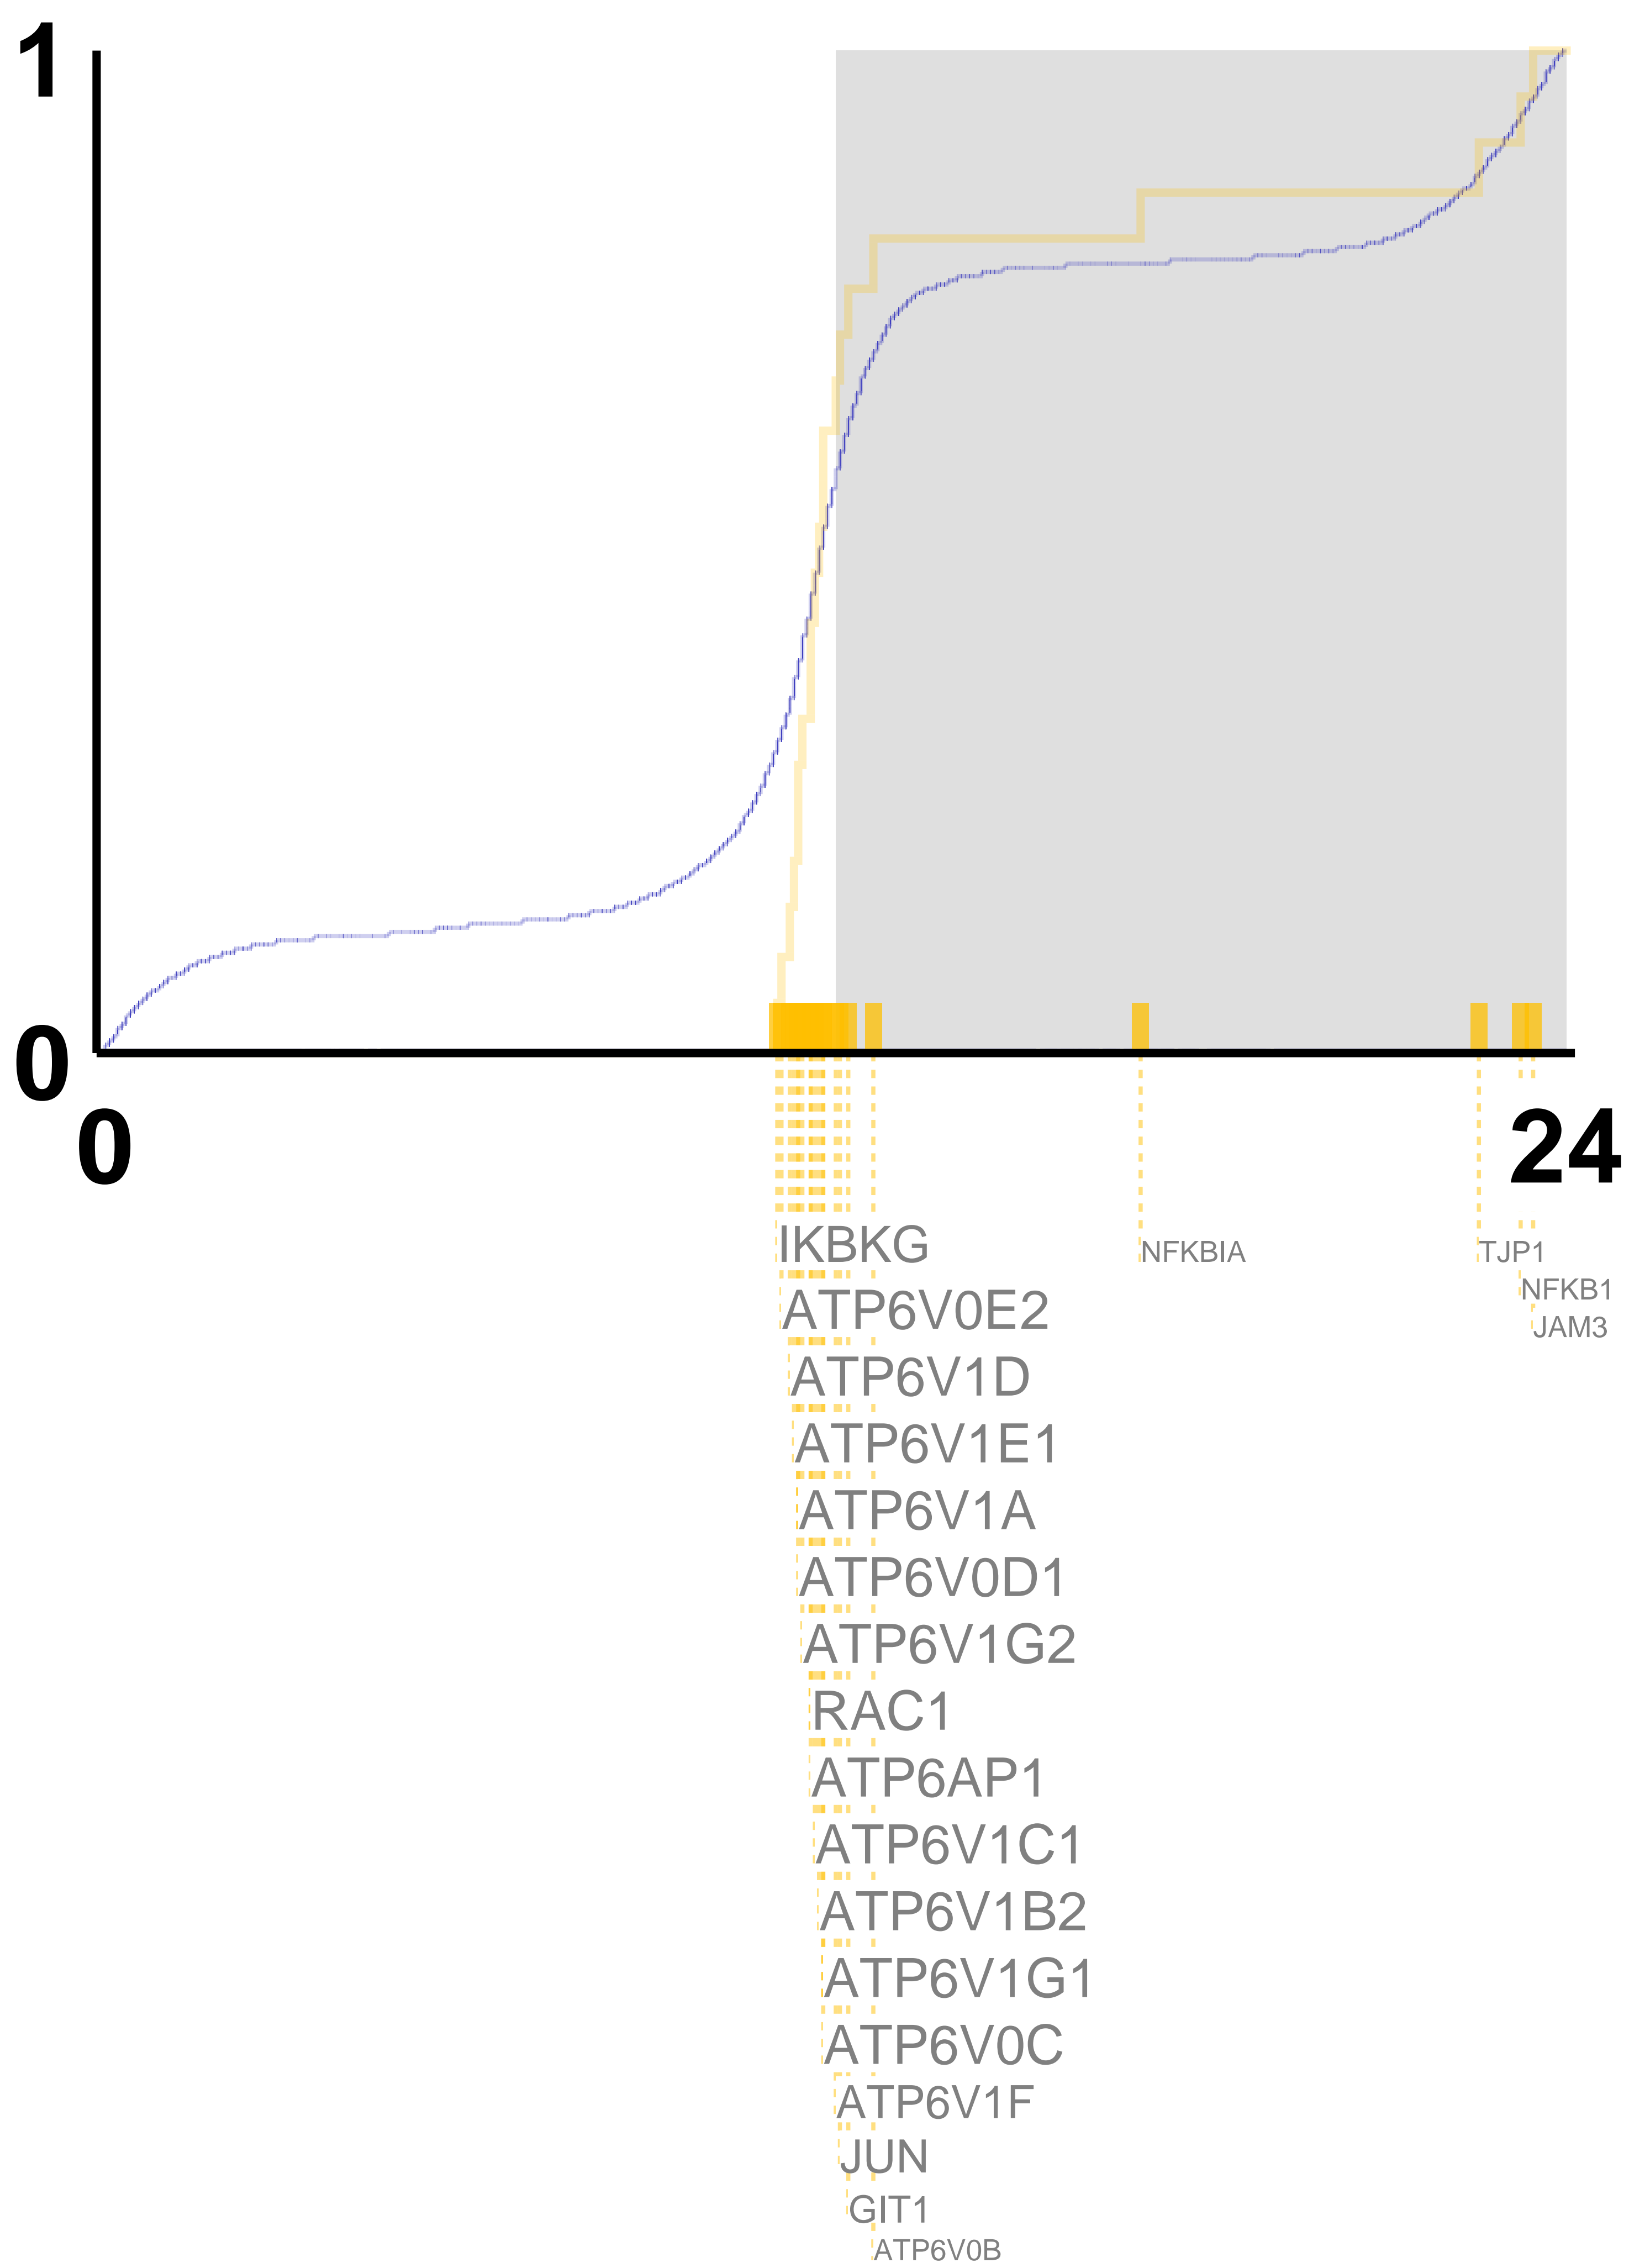 1
0
0 24
IKBKG NFKBIA TJP1
ATP6V0E2 NFKB1
JAM3
ATP6V1D
ATP6V1E1
ATP6V1A
ATP6V0D1
ATP6V1G2
RAC1
ATP6AP1
ATP6V1C1
ATP6V1B2
ATP6V1G1
ATP6V0C
ATP6V1F
JUN
GIT1
ATP6V0B